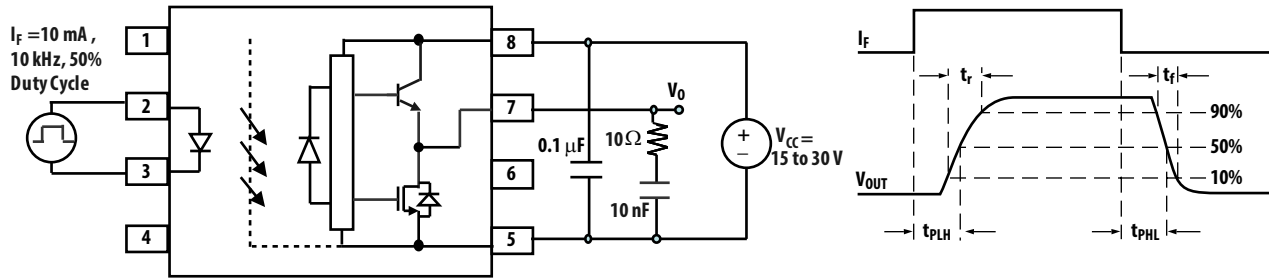 I_F = 10 mA ,
10 kHz, 50%
Duty Cycle
1
2
3
4
8
7
6
5
V_O
0.1 μF
10Ω
10 nF
+
−
V_CC =
15 to 30 V
I_F
t_r
t_f
90%
50%
10%
V_OUT
t_PLH
t_PHL